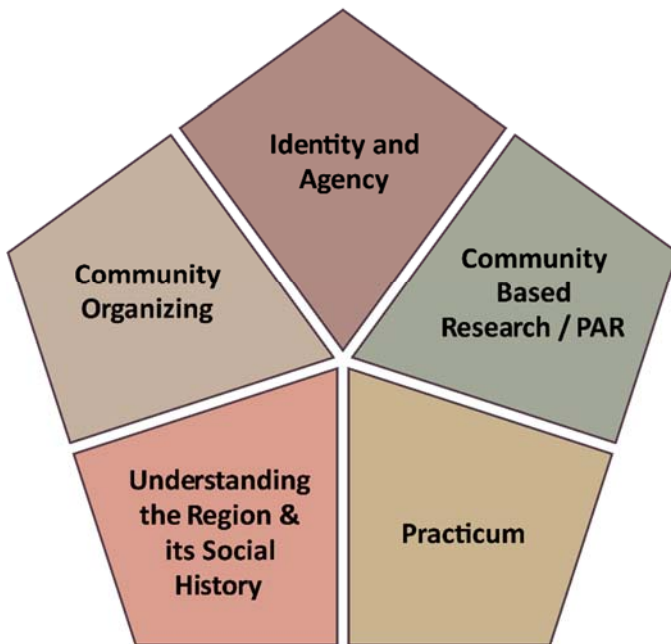 Identity and
Agency
Community
Organizing
Community
Based
Research / PAR
Understanding
the Region &
its Social
History
Practicum